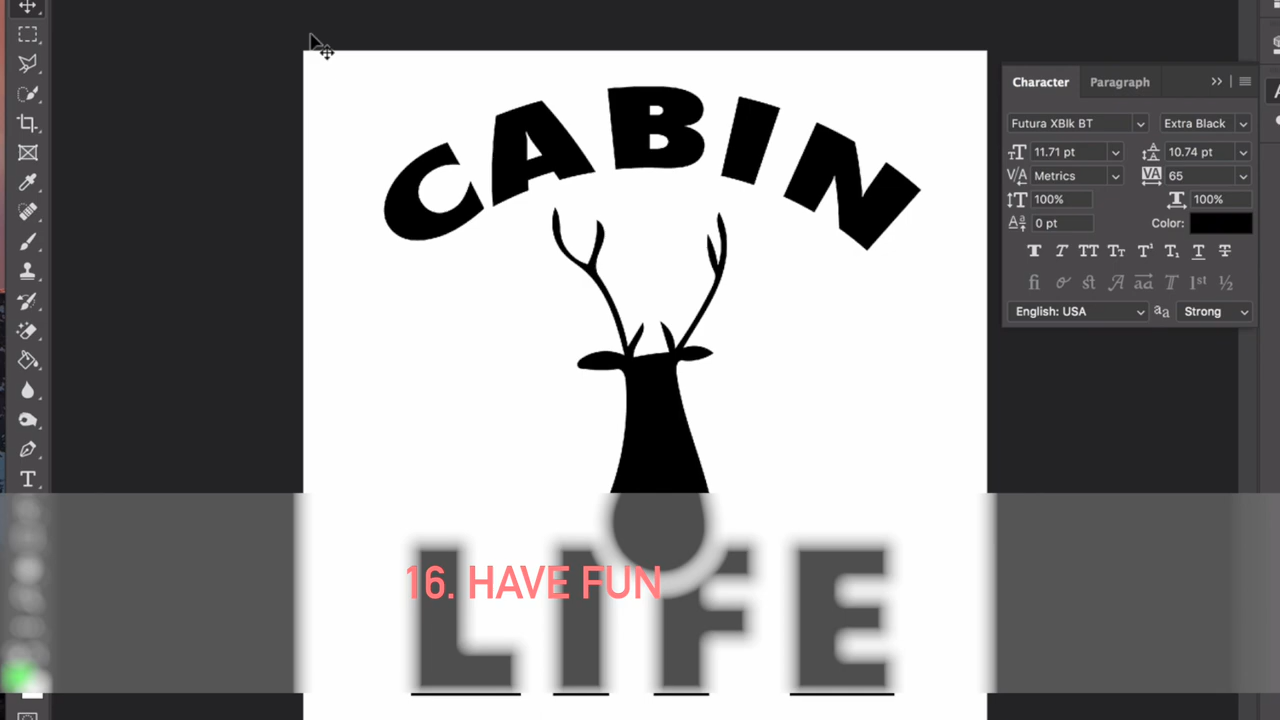 CABIN
Character Paragraph
Futura XBlk BT Extra Black
11.71 pt 10.74 pt
Metrics 65
100% 100%
0 pt Color:
English: USA Strong
LIFE
16. HAVE FUN